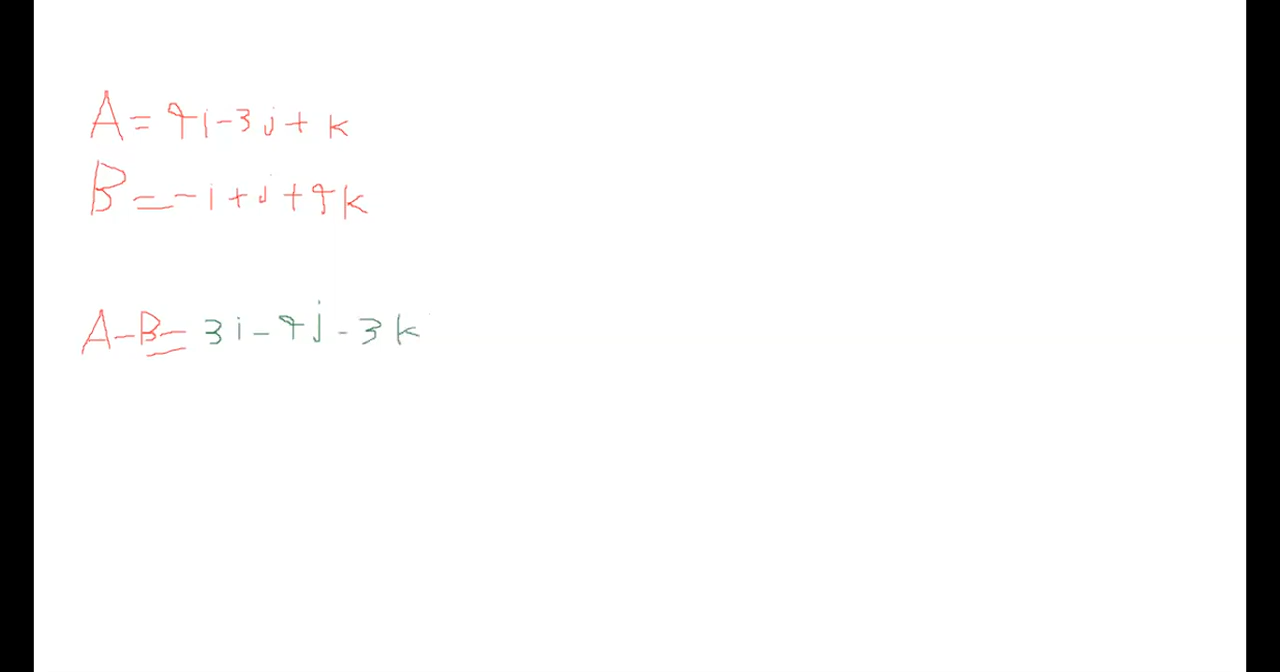 A = 4i - 3j + k
B = - i + j + 4k
A - B = 3i - 4j - 3k